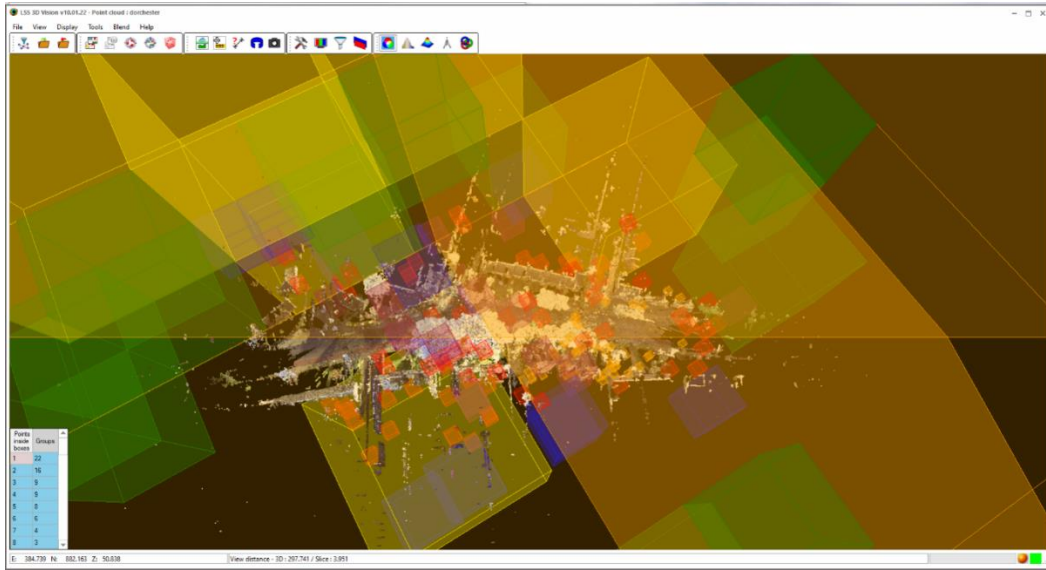 LSS 3D Vision v10.01.22 - Point cloud : dorchester
File View Display Tools Blend Help
Points inside boxes Groups
1 22
2 16
3 9
4 9
5 8
6 6
7 4
8 3
E: 384.739 N: 882.163 Z: 50.838 View distance - 3D : 297.741 / Slice : 3.951